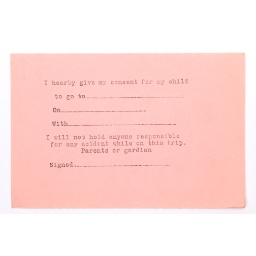 I hearby give my consent for my child
to go to
On
With
I will not hold anyone responsible
for any accident while on this trip.
Parents or gardian
Signed